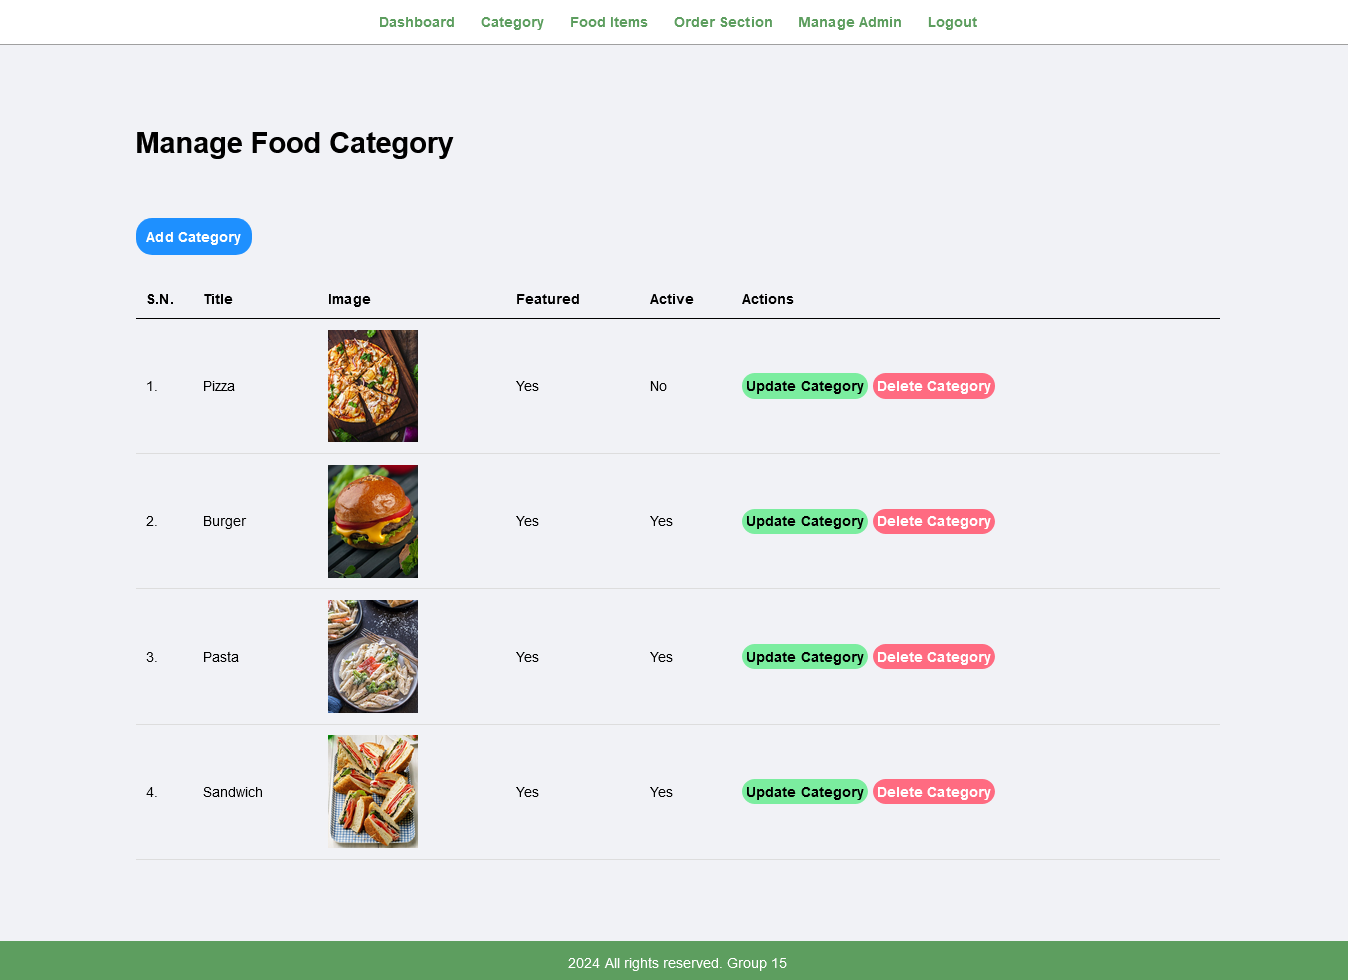 Dashboard Category Food Items Order Section Manage Admin Logout
Manage Food Category
Add Category
S.N. Title Image Featured Active Actions
1. Pizza Yes No Update Category Delete Category
2. Burger Yes Yes Update Category Delete Category
3. Pasta Yes Yes Update Category Delete Category
4. Sandwich Yes Yes Update Category Delete Category
2024 All rights reserved. Group 15